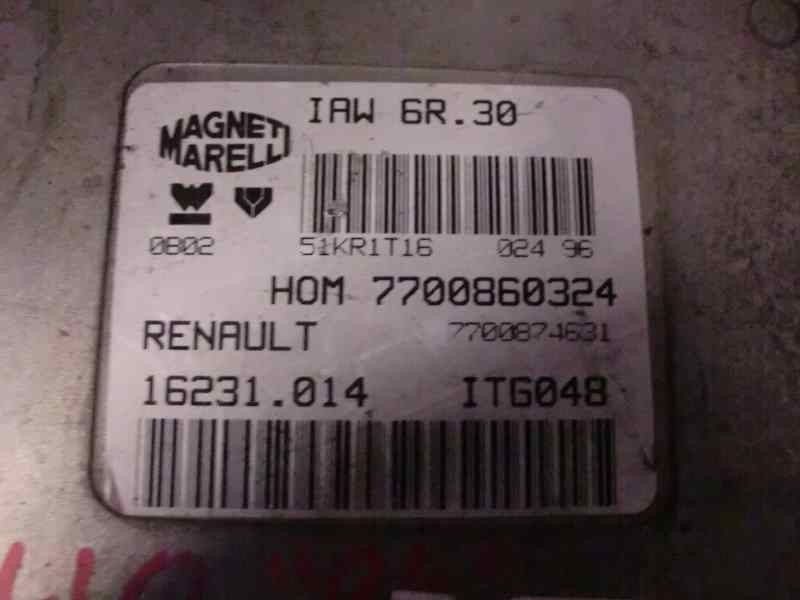 IAW 6R.30
MAGNETI
MARELLI
0802 51KR1T16 024 96
HOM 7700860324
RENAULT 7700874631
16231.014 ITG048